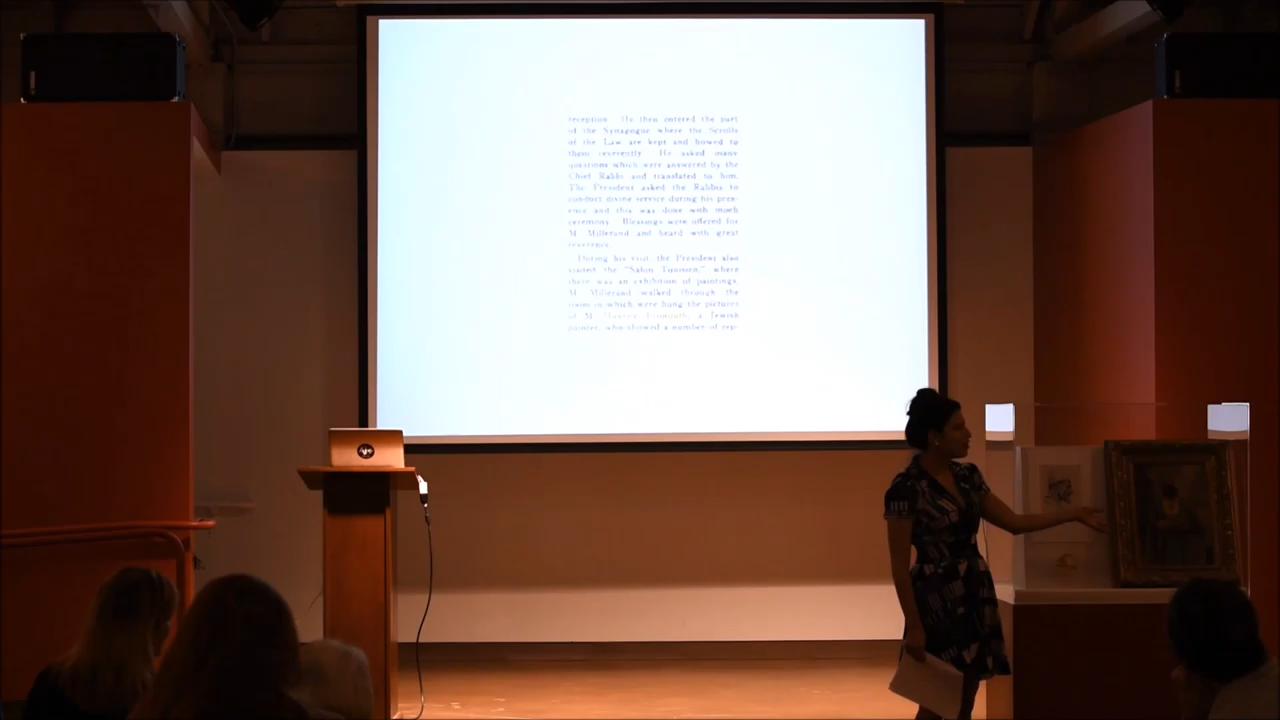 reception. He then entered the part
of the Synagogue where the Scrolls
of the Law are kept and bowed to
them reverently. He asked many
questions which were answered by the
Chief Rabbi and translated to him.
The President asked the Rabbis to
conduct divine service during his pres-
ence and this was done with much
ceremony. Blessings were offered for
M. Millerand and heard with great
reverence.
During his visit the President also
visited the "Salon Tunisien," where
there was an exhibition of paintings.
M. Millerand walked through the
room in which were hung the pictures
of M. a Jewish
painter, who showed a number of rep-